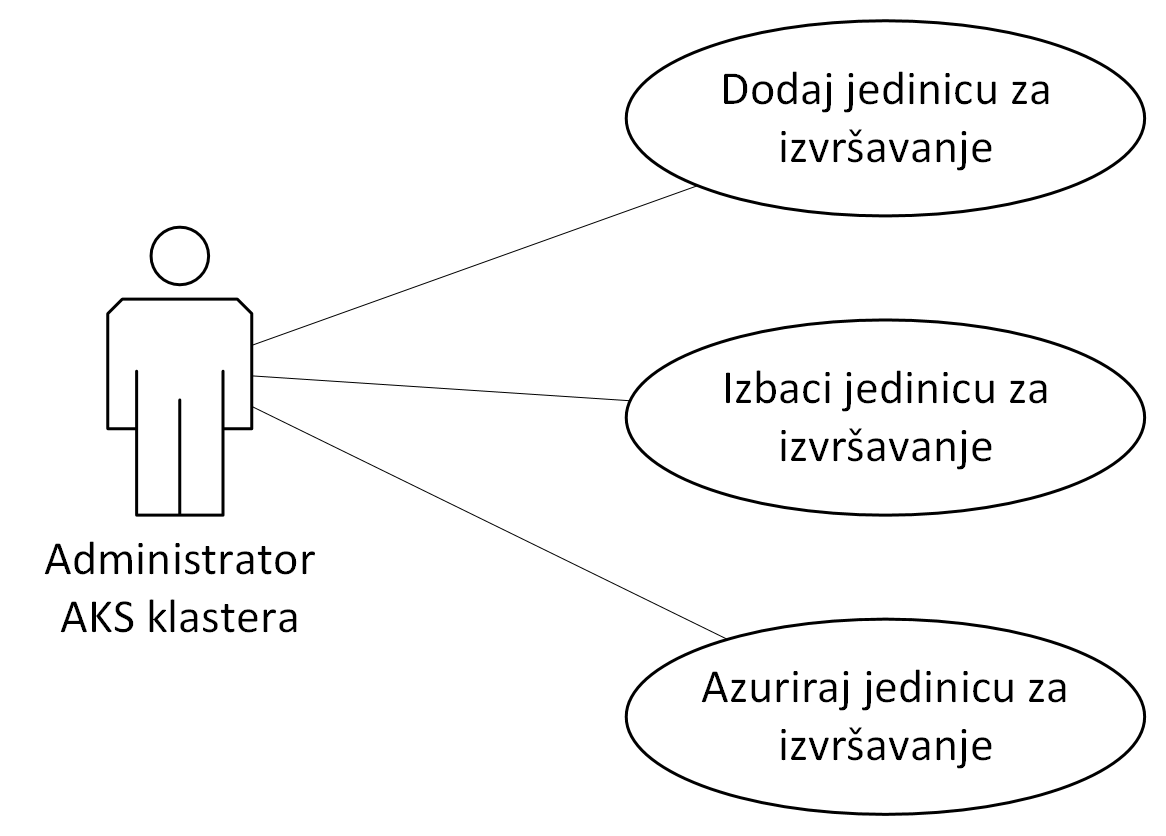 Dodaj jedinicu za
izvršavanje
Izbaci jedinicu za
izvršavanje
Administrator
AKS klastera
Azuriraj jedinicu za
izvršavanje